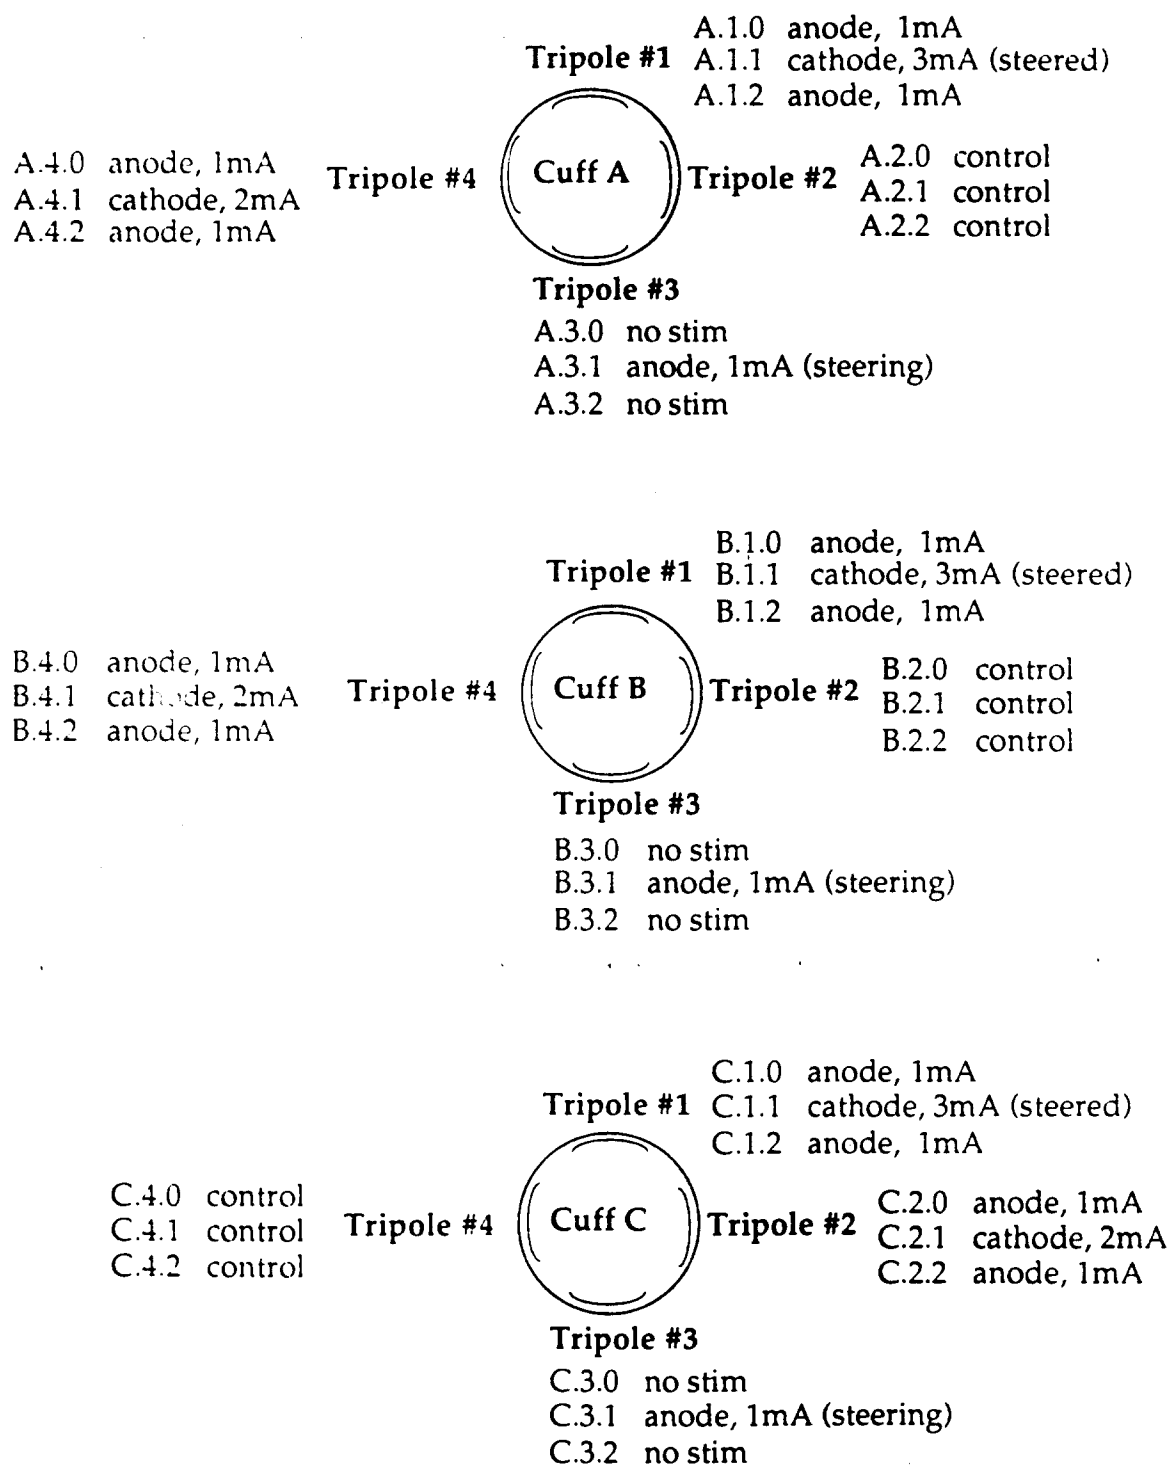 A.1.0 anode, 1mA
Tripole #1 A.1.1 cathode, 3mA (steered)
A.1.2 anode, 1mA
A.4.0 anode, 1mA
A.4.1 cathode, 2mA
A.4.2 anode, 1mA
Tripole #4
Cuff A
Tripole #2
A.2.0 control
A.2.1 control
A.2.2 control
Tripole #3
A.3.0 no stim
A.3.1 anode, 1mA (steering)
A.3.2 no stim
B.1.0 anode, 1mA
Tripole #1 B.1.1 cathode, 3mA (steered)
B.1.2 anode, 1mA
B.4.0 anode, 1mA
B.4.1 cathode, 2mA
B.4.2 anode, 1mA
Tripole #4
Cuff B
Tripole #2
B.2.0 control
B.2.1 control
B.2.2 control
Tripole #3
B.3.0 no stim
B.3.1 anode, 1mA (steering)
B.3.2 no stim
C.1.0 anode, 1mA
Tripole #1 C.1.1 cathode, 3mA (steered)
C.1.2 anode, 1mA
C.4.0 control
C.4.1 control
C.4.2 control
Tripole #4
Cuff C
Tripole #2
C.2.0 anode, 1mA
C.2.1 cathode, 2mA
C.2.2 anode, 1mA
Tripole #3
C.3.0 no stim
C.3.1 anode, 1mA (steering)
C.3.2 no stim